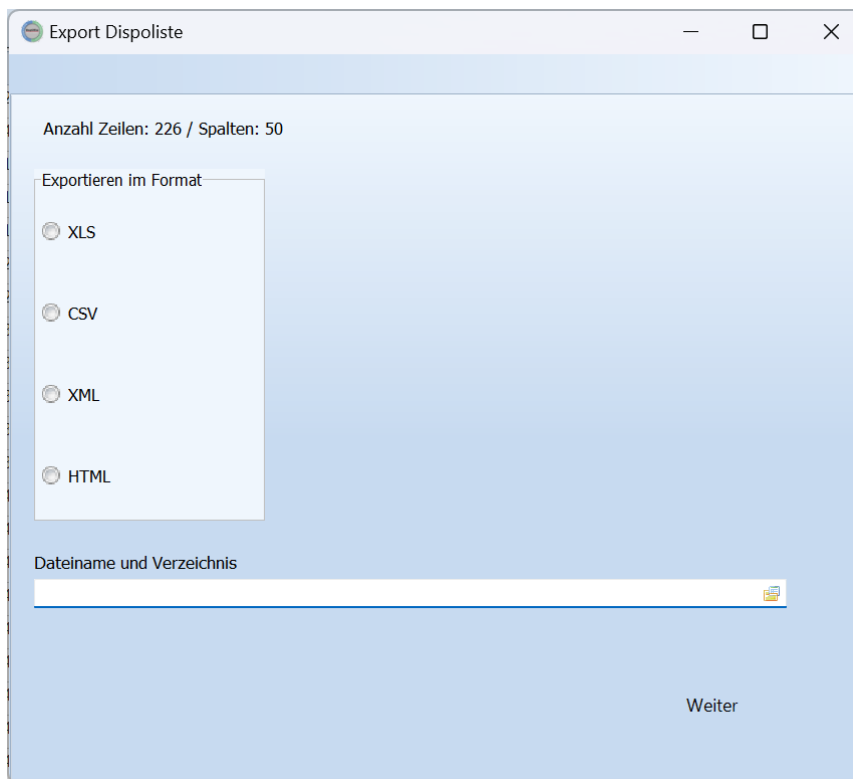 Export Dispoliste
Anzahl Zeilen: 226 / Spalten: 50
Exportieren im Format
XLS
CSV
XML
HTML
Dateiname und Verzeichnis
Weiter